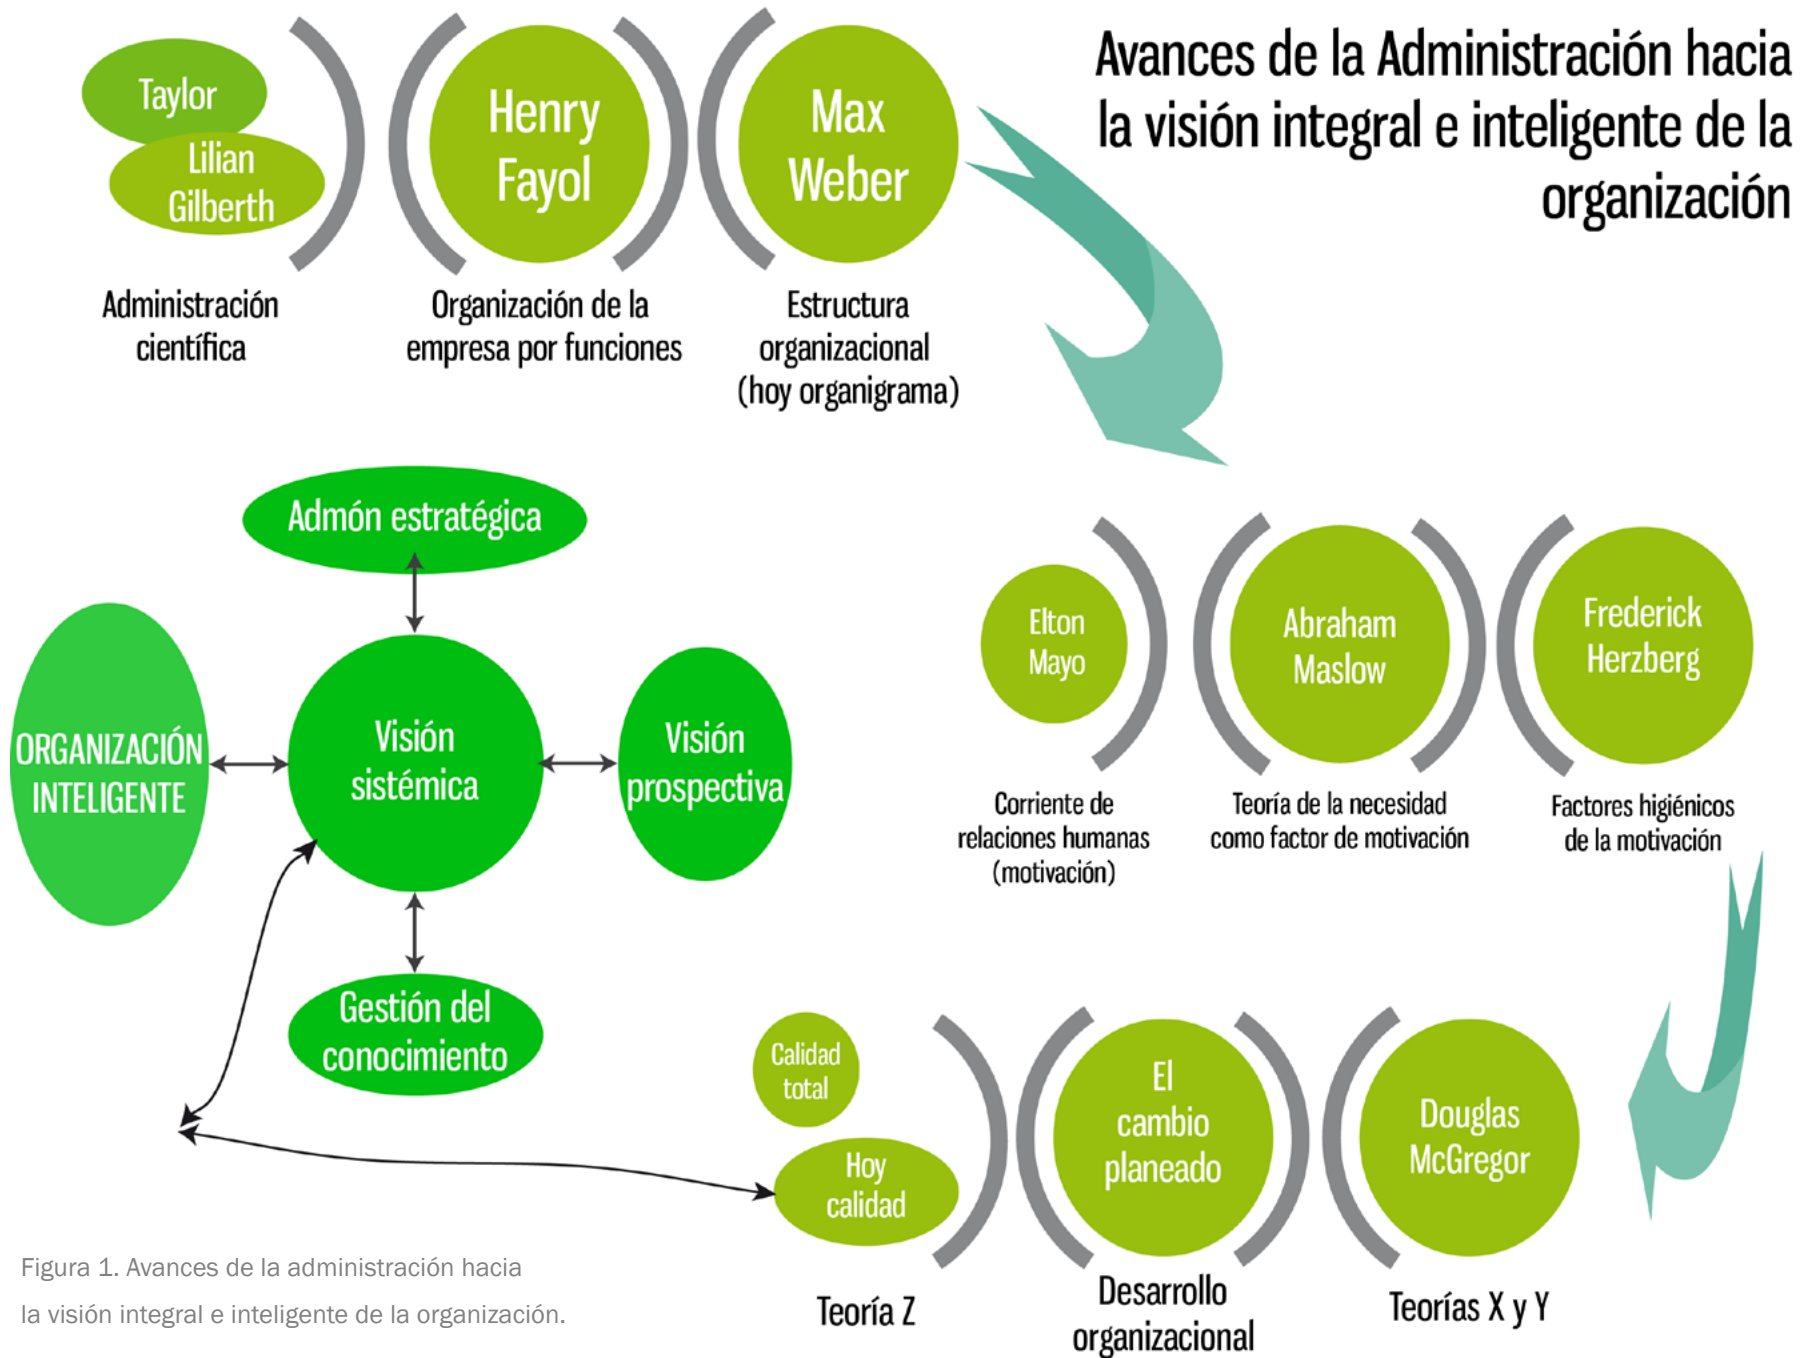 Avances de la Administración hacia
la visión integral e inteligente de la
organización
Taylor
Lilian
Gilberth
Henry
Fayol
Max
Weber
Administración
científica
Organización de la
empresa por funciones
Estructura
organizacional
(hoy organigrama)
Elton
Mayo
Abraham
Maslow
Frederick
Herzberg
Corriente de
relaciones humanas
(motivación)
Teoría de la necesidad
como factor de motivación
Factores higiénicos
de la motivación
Douglas
McGregor
El
cambio
planeado
Calidad
total
Hoy
calidad
Teorías X y Y
Desarrollo
organizacional
Teoría Z
Admón estratégica
ORGANIZACIÓN
INTELIGENTE
Visión
sistémica
Visión
prospectiva
Gestión del
conocimiento
Figura 1. Avances de la administración hacia
la visión integral e inteligente de la organización.